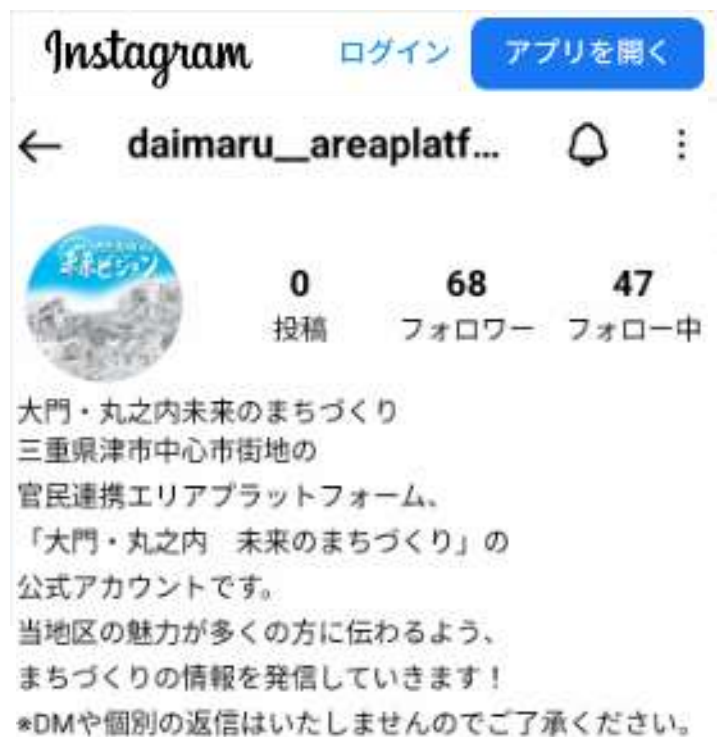 Instagram ログイン アプリを開く
daimaru__areaplatf...
未来ビジョン
0 68 47
投稿 フォロワー フォロー中
大門・丸之内未来のまちづくり
三重県津市中心市街地の
官民連携エリアプラットフォーム、
「大門・丸之内　未来のまちづくり」の
公式アカウントです。
当地区の魅力が多くの方に伝わるよう、
まちづくりの情報を発信していきます！
*DMや個別の返信はいたしませんのでご了承ください。